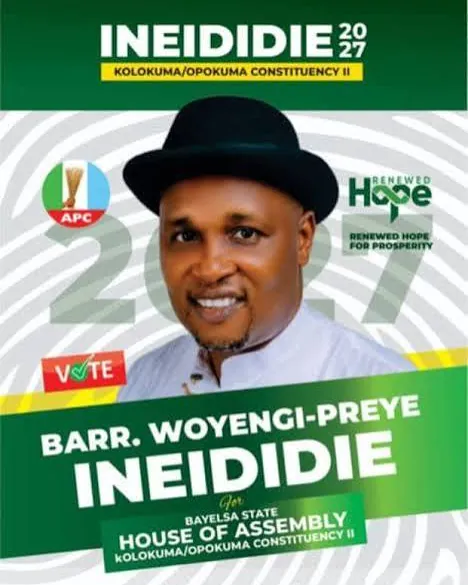 INEIDIDIE 2027
KOLOKUMA/OPOKUMA CONSTITUENCY II
APC
RENEWED
Hope
RENEWED HOPE
FOR PROSPERITY
2027
VOTE
BARR. WOYENGI-PREYE
INEIDIDIE
For
BAYELSA STATE
HOUSE OF ASSEMBLY
kOLOKUMA/OPOKUMA CONSTITUENCY II